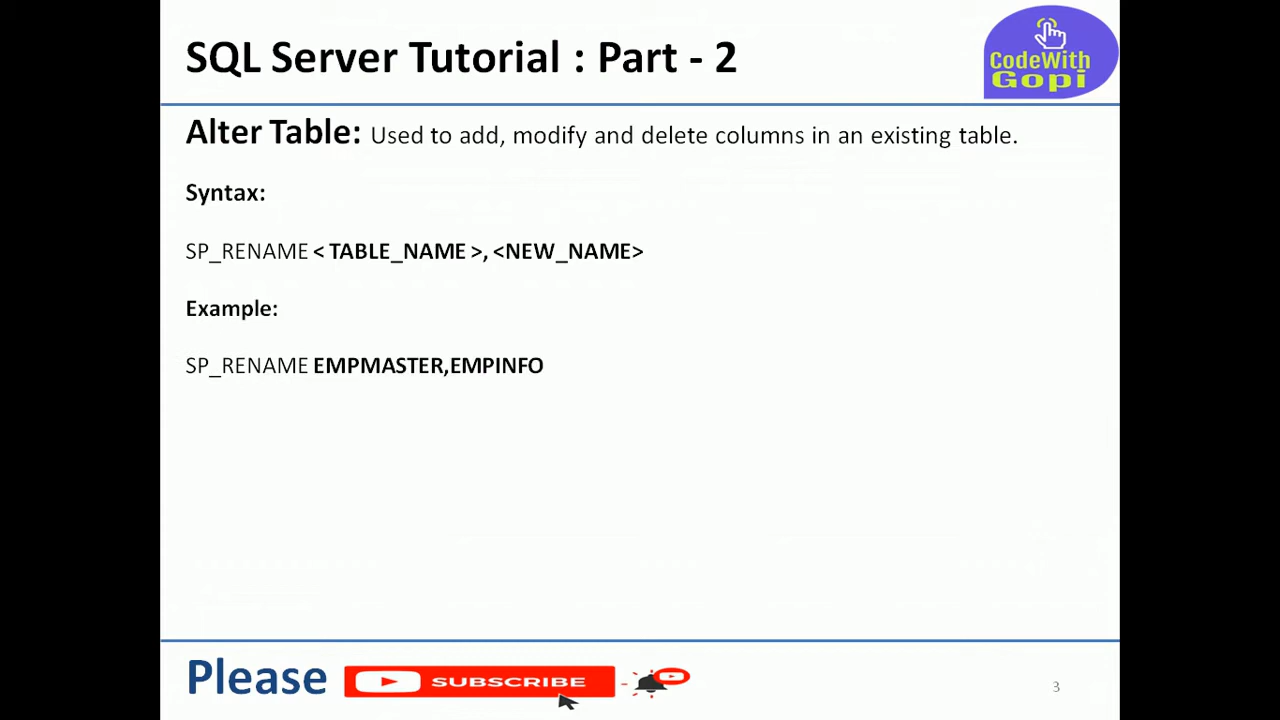 SQL Server Tutorial : Part - 2
CodeWith
Gopi
Alter Table: Used to add, modify and delete columns in an existing table.
Syntax:
SP_RENAME < TABLE_NAME >, <NEW_NAME>
Example:
SP_RENAME EMPMASTER,EMPINFO
Please SUBSCRIBE
3